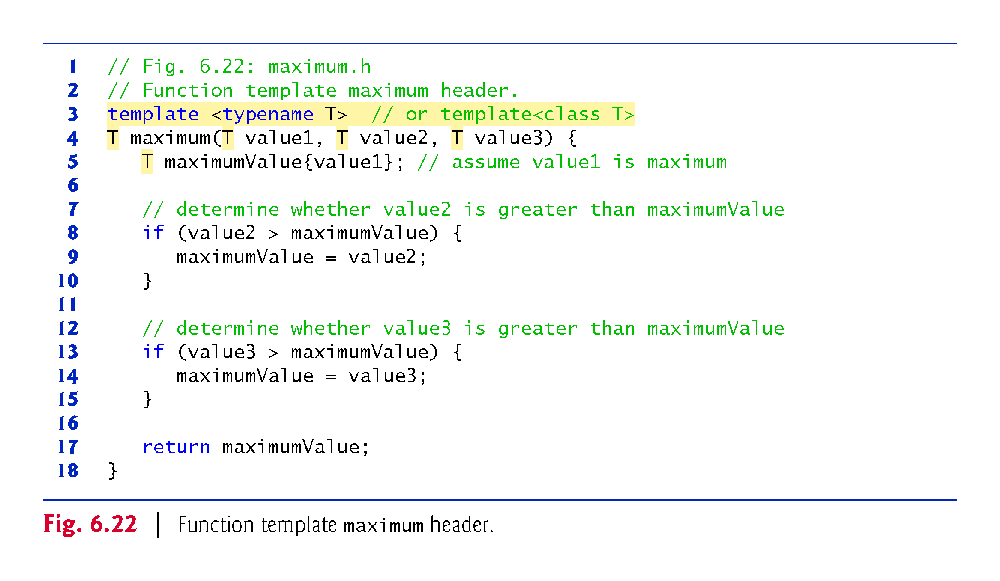 1 // Fig. 6.22: maximum.h
2 // Function template maximum header.
3 template <typename T>  // or template<class T>
4 T maximum(T value1, T value2, T value3) {
5    T maximumValue{value1}; // assume value1 is maximum
6
7    // determine whether value2 is greater than maximumValue
8    if (value2 > maximumValue) {
9       maximumValue = value2;
10    }
11
12    // determine whether value3 is greater than maximumValue
13    if (value3 > maximumValue) {
14       maximumValue = value3;
15    }
16
17    return maximumValue;
18 }
Fig. 6.22 | Function template maximum header.